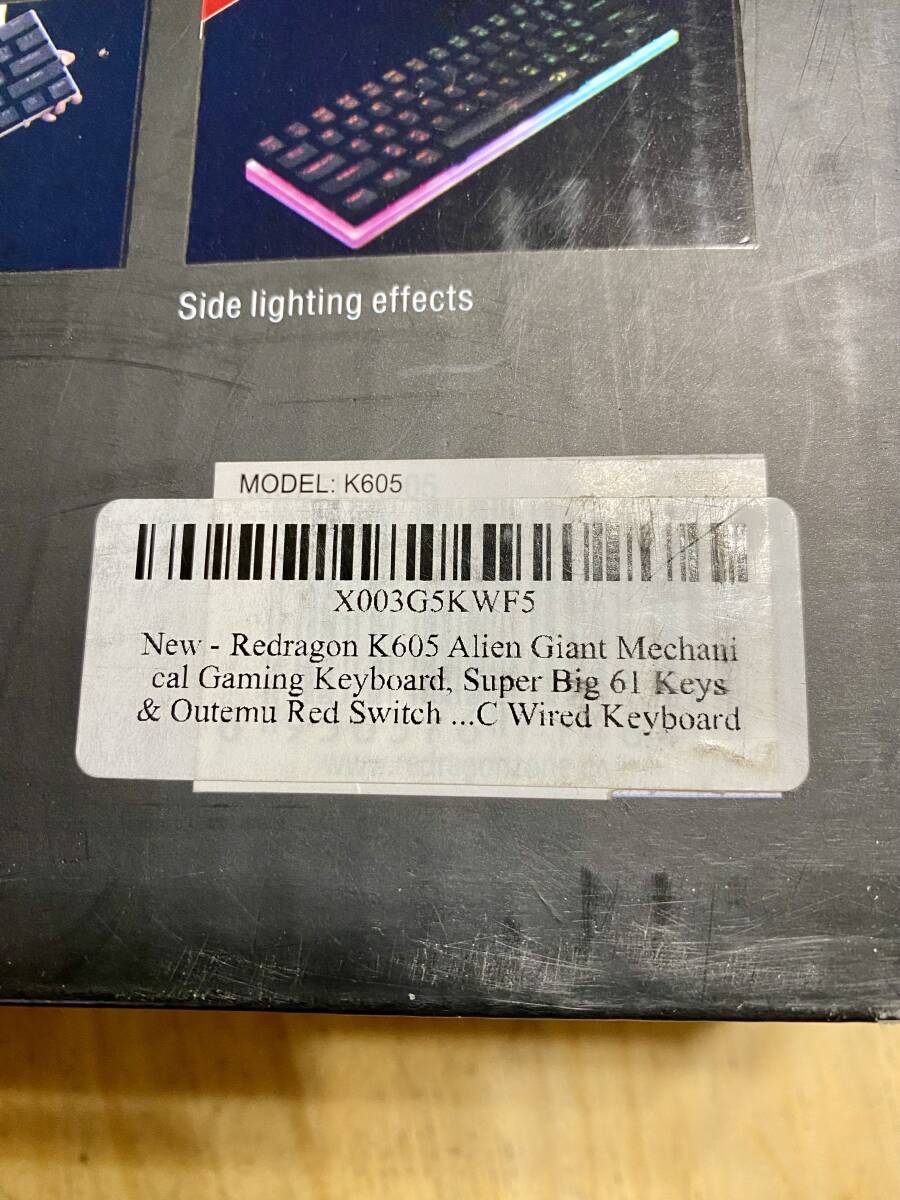 Side lighting effects
MODEL: K605
X003G5KWF5
New - Redragon K605 Alien Giant Mechani
cal Gaming Keyboard, Super Big 61 Keys
& Outemu Red Switch ...C Wired Keyboard